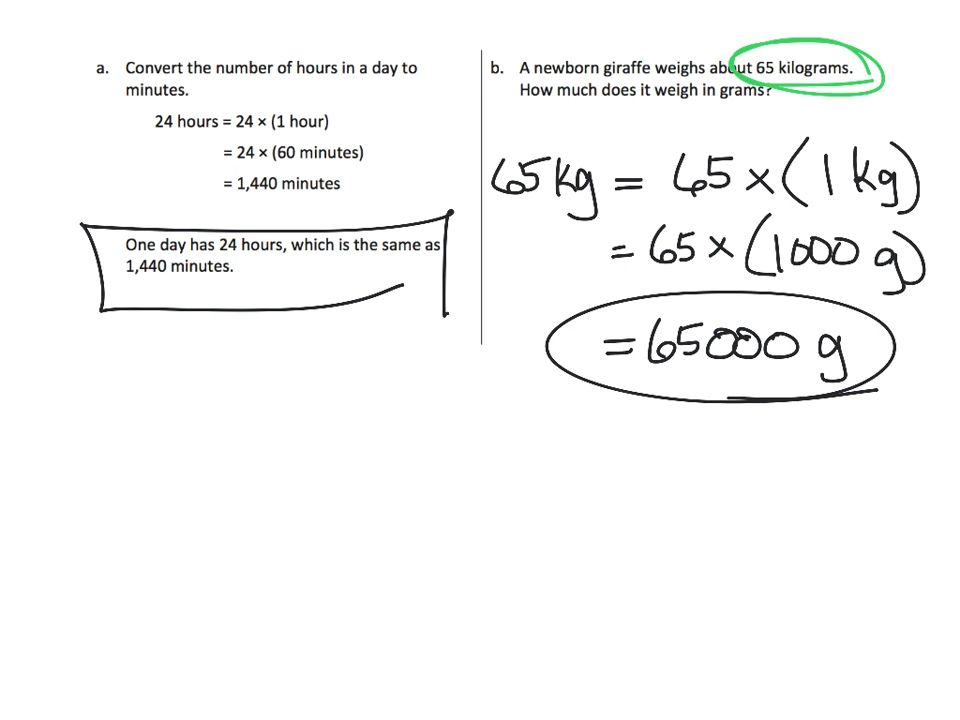 a. Convert the number of hours in a day to
minutes.
24 hours = 24 × (1 hour)
= 24 × (60 minutes)
= 1,440 minutes
One day has 24 hours, which is the same as
1,440 minutes.
b. A newborn giraffe weighs about 65 kilograms.
How much does it weigh in grams?
65 kg = 65 × (1 kg)
= 65 × (1000 g)
= 65000 g